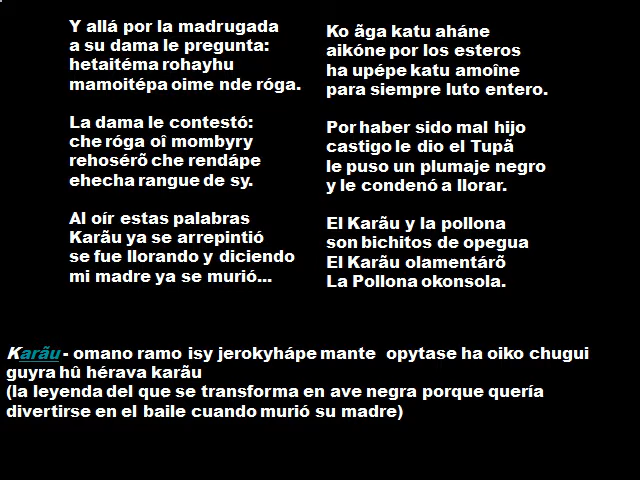 Y allá por la madrugada
a su dama le pregunta:
hetaitéma rohayhu
mamoitépa oime nde róga.
La dama le contestó:
che róga oî mombyry
rehosérõ che rendápe
ehecha rangue de sy.
Al oír estas palabras
Karãu ya se arrepintió
se fue llorando y diciendo
mi madre ya se murió...
Ko ãga katu aháne
aikóne por los esteros
ha upépe katu amoîne
para siempre luto entero.
Por haber sido mal hijo
castigo le dio el Tupã
le puso un plumaje negro
y le condenó a llorar.
El Karãu y la pollona
son bichitos de opegua
El Karãu olamentárõ
La Pollona okonsola.
Karãu - omano ramo isy jerokyhápe mante opytase ha oiko chugui
guyra hû hérava karãu
(la leyenda del que se transforma en ave negra porque quería
divertirse en el baile cuando murió su madre)